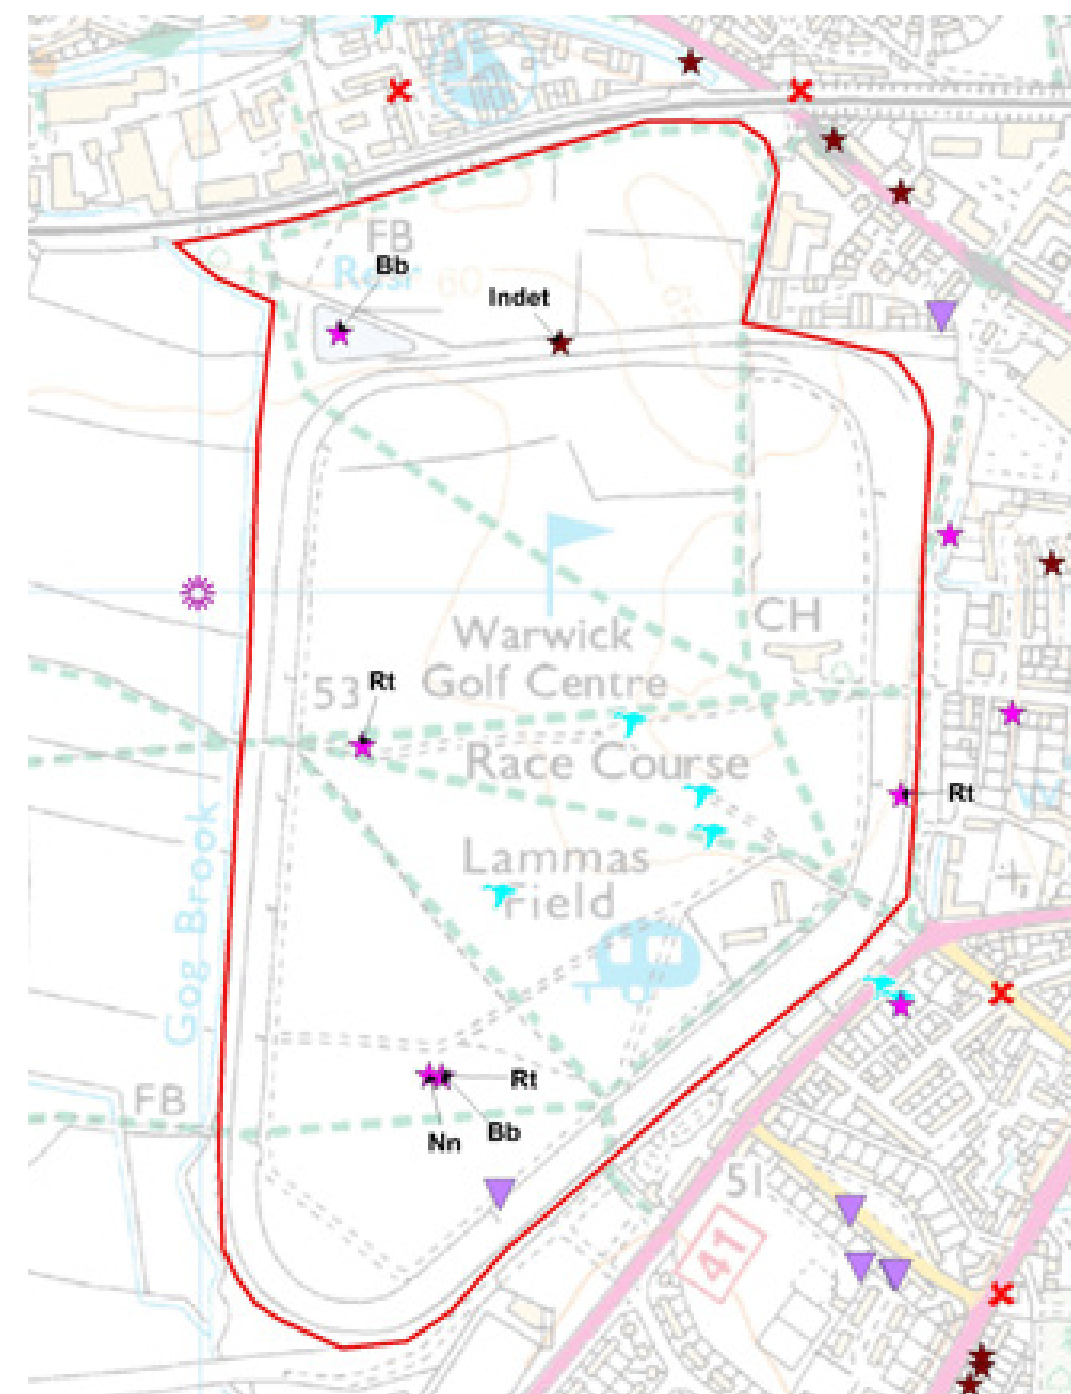 FB
Bb
60
Indet
Warwick
CH
Golf Centre
53
Rt
Race Course
Rt
Lammas
Field
Gog Brook
FB
Rt
Bb
Nn
51
41